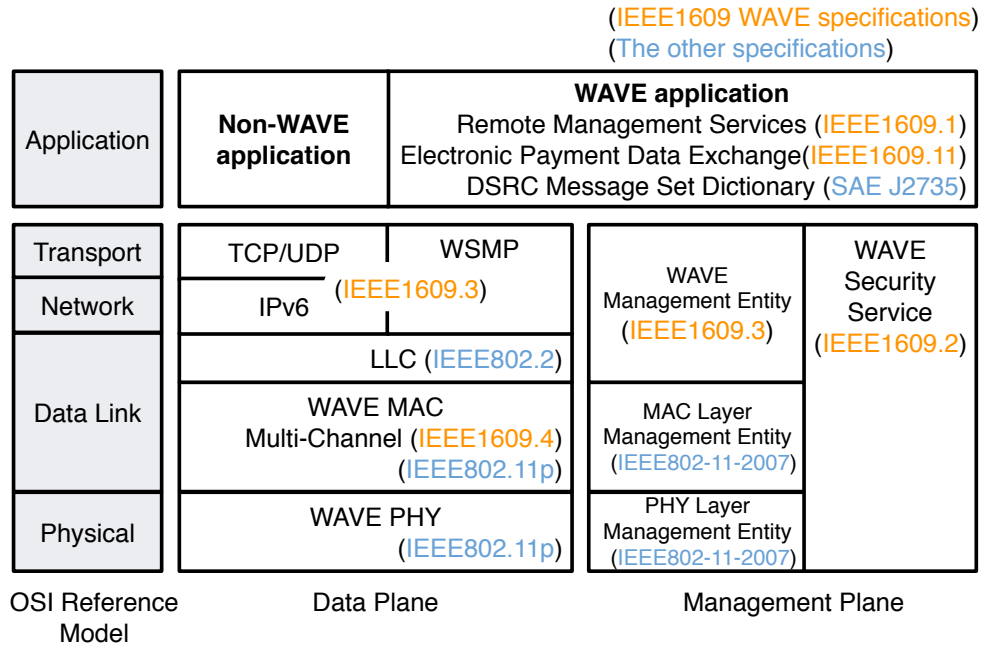 (IEEE1609 WAVE specifications)
(The other specifications)
Application
Non-WAVE
application
WAVE application
Remote Management Services (IEEE1609.1)
Electronic Payment Data Exchange(IEEE1609.11)
DSRC Message Set Dictionary (SAE J2735)
Transport
Network
Data Link
Physical
TCP/UDP
WSMP
(IEEE1609.3)
IPv6
LLC (IEEE802.2)
WAVE MAC
Multi-Channel (IEEE1609.4)
(IEEE802.11p)
WAVE PHY
(IEEE802.11p)
WAVE
Management Entity
(IEEE1609.3)
MAC Layer
Management Entity
(IEEE802-11-2007)
PHY Layer
Management Entity
(IEEE802-11-2007)
WAVE
Security
Service
(IEEE1609.2)
OSI Reference
Model
Data Plane
Management Plane